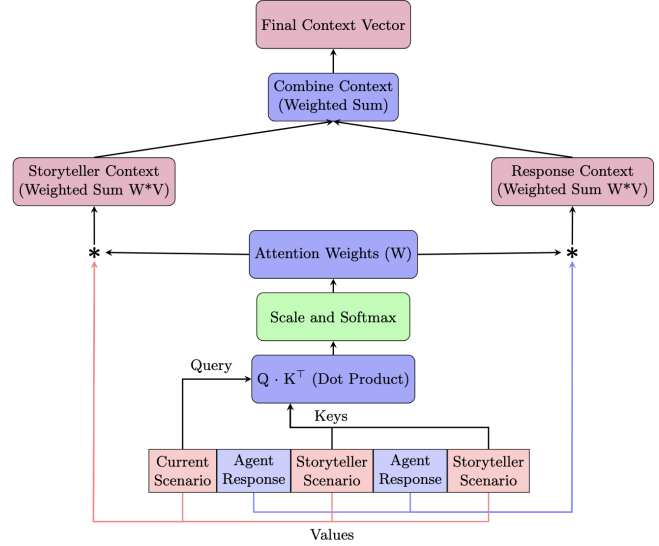 Final Context Vector
Combine Context
(Weighted Sum)
Storyteller Context
(Weighted Sum W*V)
Response Context
(Weighted Sum W*V)
*
Attention Weights (W)
*
Scale and Softmax
Query
Q · K⊤ (Dot Product)
Keys
Current
Scenario
Agent
Response
Storyteller
Scenario
Agent
Response
Storyteller
Scenario
Values